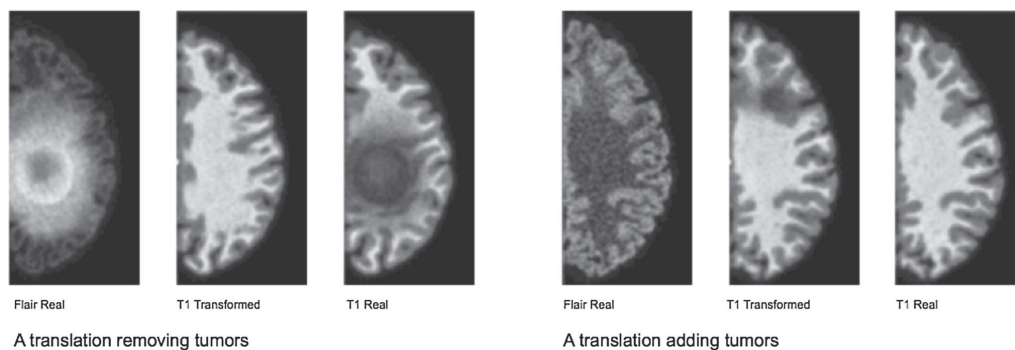 Flair Real
T1 Transformed
T1 Real
A translation removing tumors
Flair Real
T1 Transformed
T1 Real
A translation adding tumors